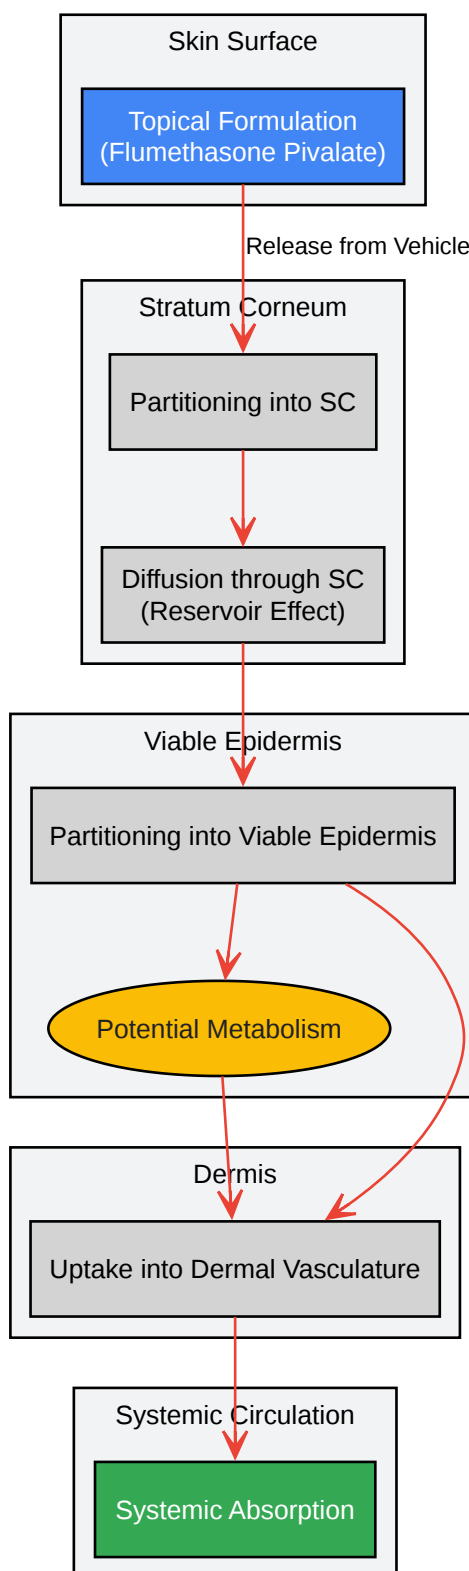 Skin Surface
Topical Formulation
(Flumethasone Pivalate)
Release from Vehicle
Stratum Corneum
Partitioning into SC
Diffusion through SC
(Reservoir Effect)
Viable Epidermis
Partitioning into Viable Epidermis
Potential Metabolism
Dermis
Uptake into Dermal Vasculature
Systemic Circulation
Systemic Absorption